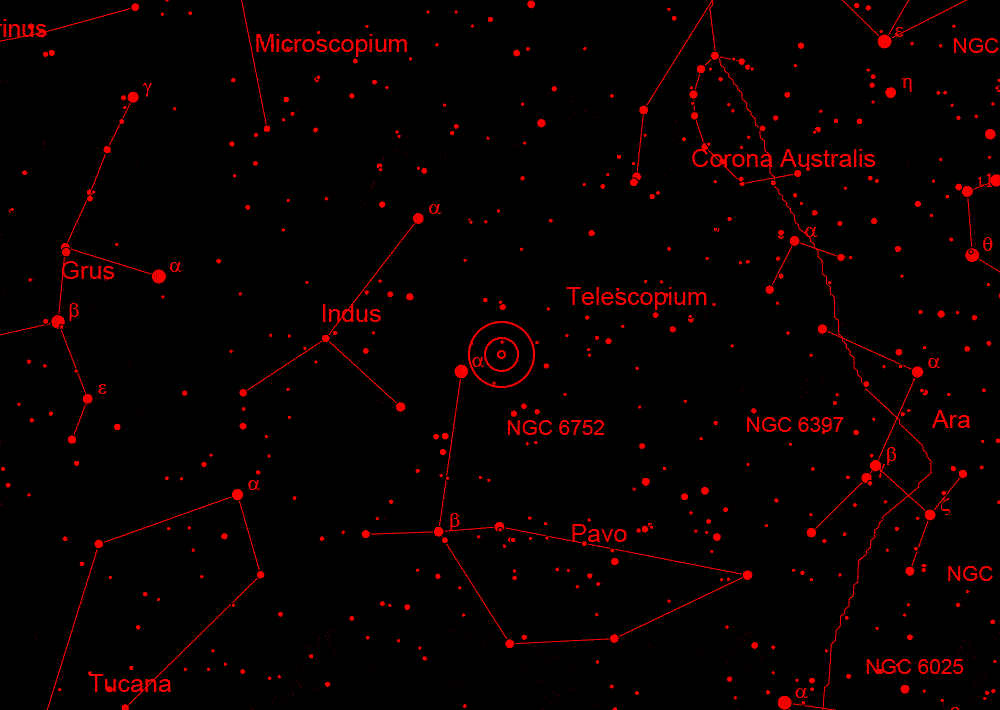 ε
rinus
Microscopium
NGC
η
γ
Corona Australis
α
θ
α
α
Grus
β
Indus
Telescopium
α
α
ε
NGC 6752
NGC 6397
Ara
β
α
ζ
β
Pavo
NGC
NGC 6025
Tucana
α